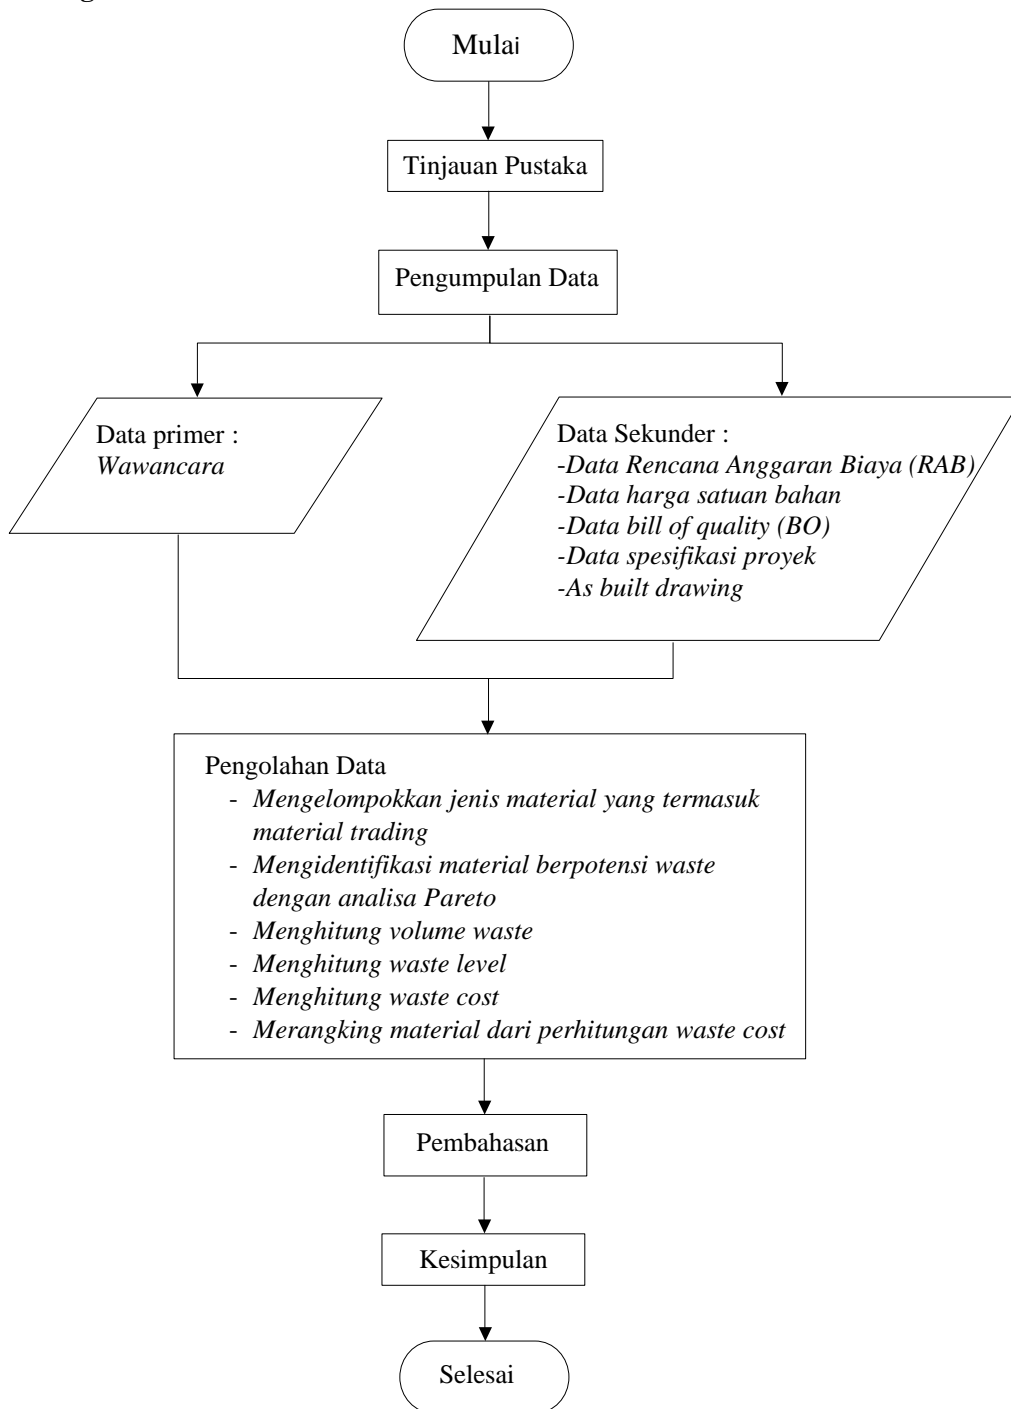 Mulai
Tinjauan Pustaka
Pengumpulan Data
Data primer :
Wawancara
Data Sekunder :
-Data Rencana Anggaran Biaya (RAB)
-Data harga satuan bahan
-Data bill of quality (BO)
-Data spesifikasi proyek
-As built drawing
Pengolahan Data
- Mengelompokkan jenis material yang termasuk
material trading
- Mengidentifikasi material berpotensi waste
dengan analisa Pareto
- Menghitung volume waste
- Menghitung waste level
- Menghitung waste cost
- Merangking material dari perhitungan waste cost
Pembahasan
Kesimpulan
Selesai